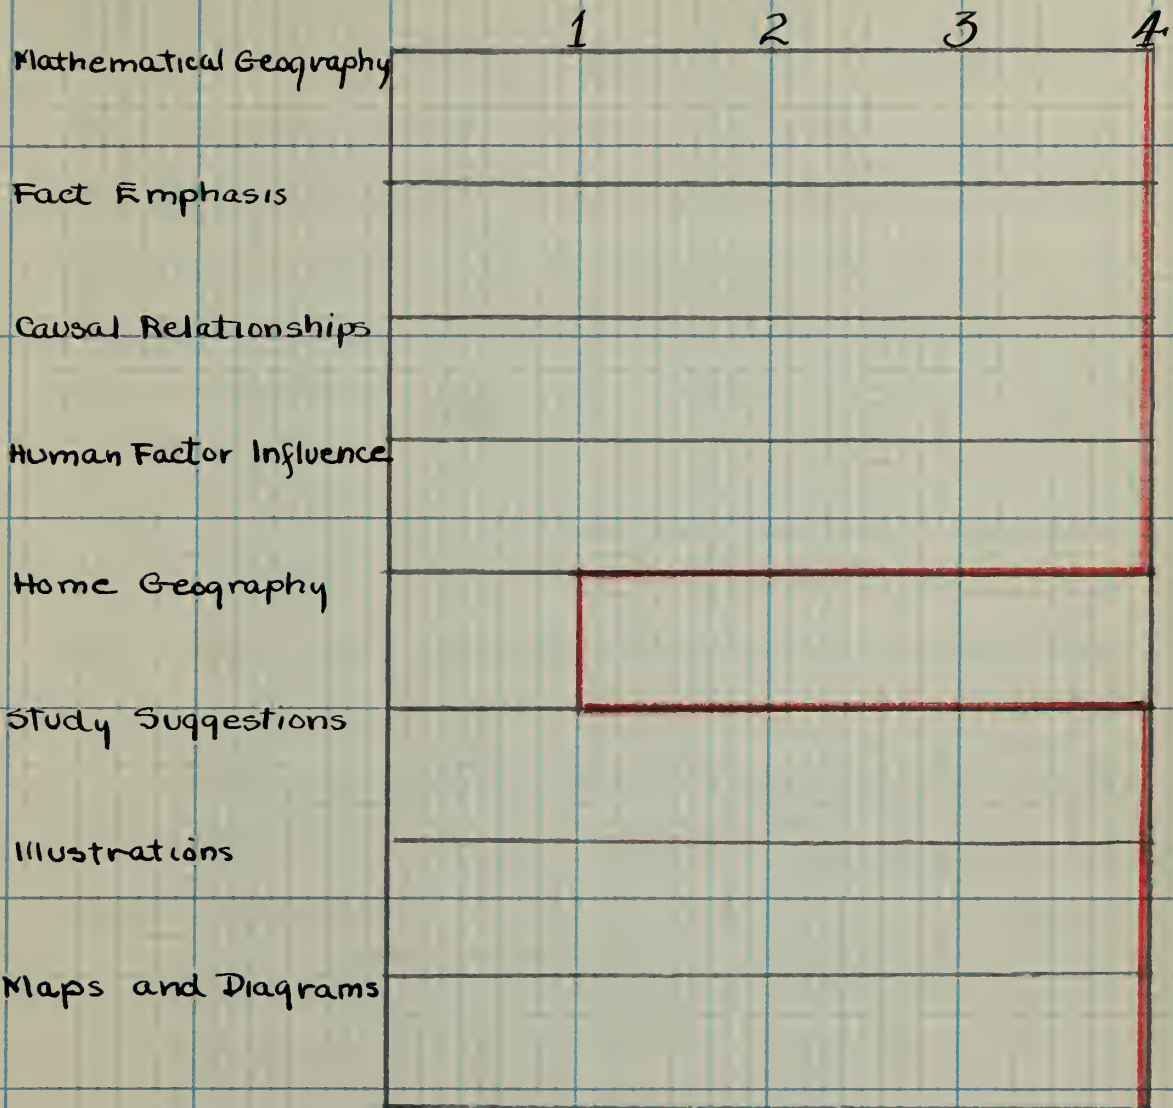 1 2 3 4
Mathematical Geography
Fact Emphasis
Causal Relationships
Human Factor Influence
Home Geography
Study Suggestions
Illustrations
Maps and Diagrams